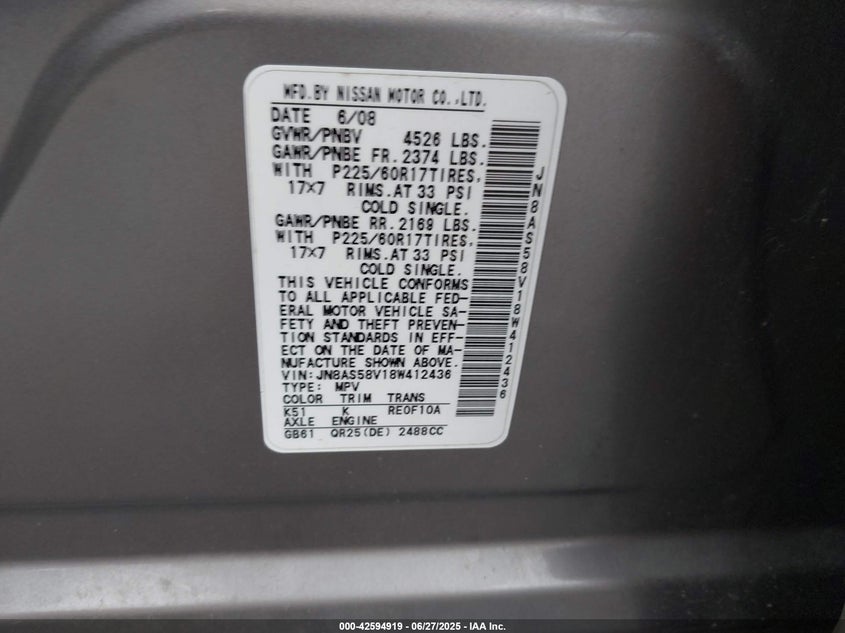 MFD.BY NISSAN MOTOR CO.,LTD.
DATE 6/08
GVWR/PNBV 4526 LBS.
GAWR/PNBE FR. 2374 LBS.
WITH P225/60R17TIRES,
17×7 RIMS.AT 33 PSI
COLD SINGLE.
GAWR/PNBE RR. 2169 LBS.
WITH P225/60R17TIRES,
17×7 RIMS.AT 33 PSI
COLD SINGLE.
THIS VEHICLE CONFORMS
TO ALL APPLICABLE FED-
ERAL MOTOR VEHICLE SA-
FETY AND THEFT PREVEN-
TION STANDARDS IN EFF-
ECT ON THE DATE OF MA-
NUFACTURE SHOWN ABOVE.
VIN:JN8AS58V18W412436
TYPE: MPV
COLOR TRIM TRANS
K51 K RE0F10A
AXLE ENGINE
GB61 QR25(DE) 2488CC
JN8AS58V18W412436
000-42594919 - 06/27/2025 - IAA Inc.